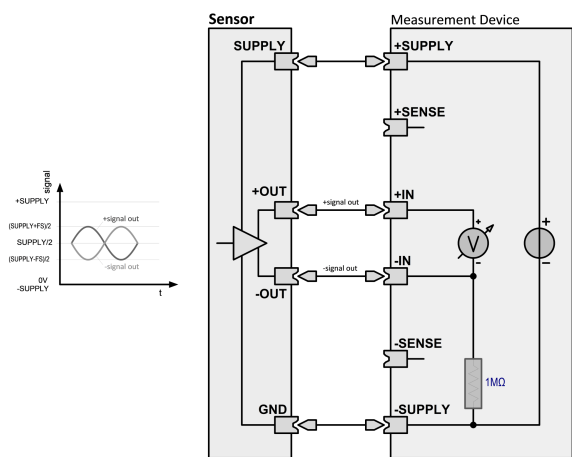 Sensor
Measurement Device
SUPPLY
+SUPPLY
+SENSE
+OUT
+signal out
+IN
V
+
-
+
−
-signal out
-IN
-OUT
-SENSE
1MΩ
GND
-SUPPLY
signal
+SUPPLY
+signal out
(SUPPLY+FS)/2
SUPPLY/2
(SUPPLY-FS)/2
-signal out
0V
-SUPPLY
t